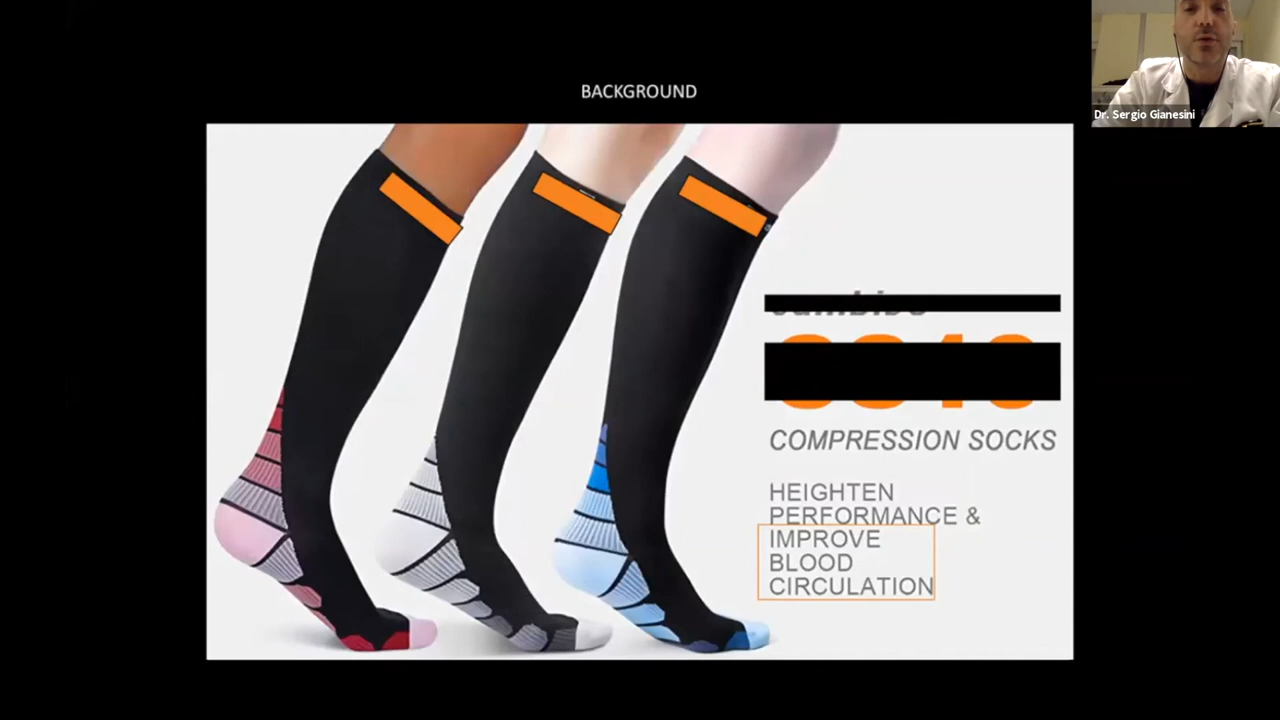 BACKGROUND
Dr. Sergio Gianesini
COMPRESSION SOCKS
HEIGHTEN
PERFORMANCE &
IMPROVE
BLOOD
CIRCULATION